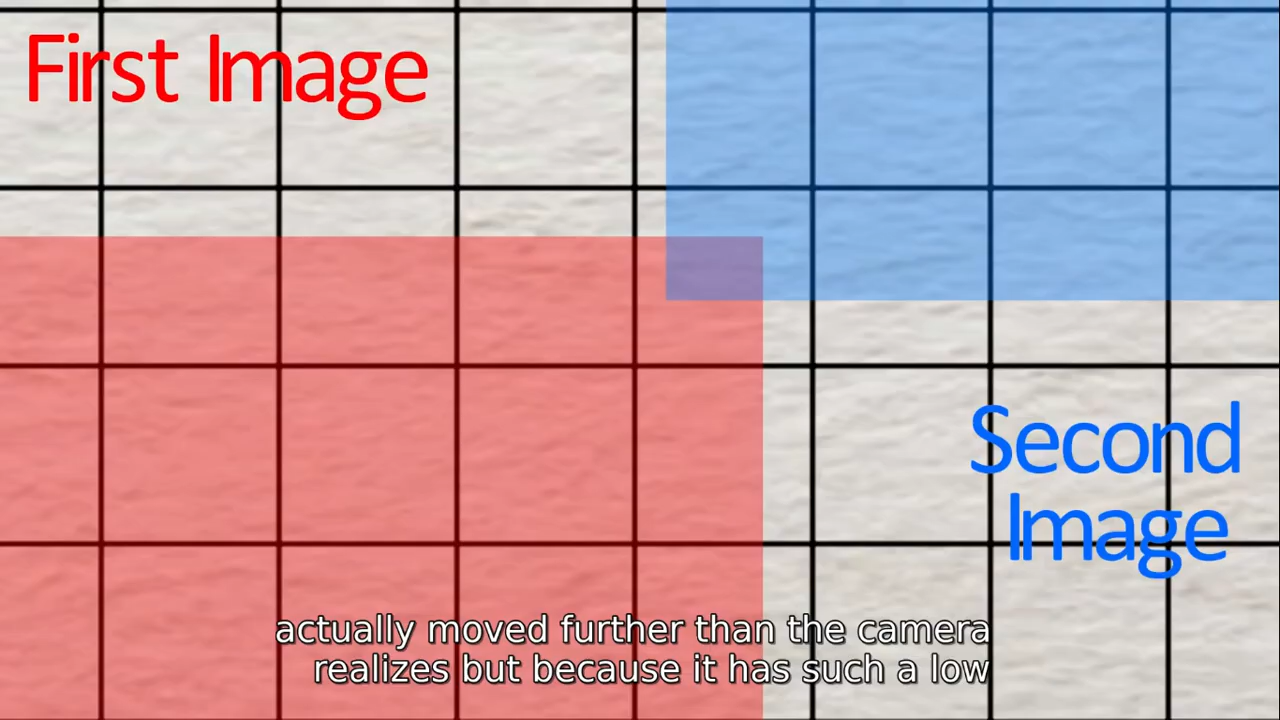 First Image
Second
Image
actually moved further than the camera
realizes but because it has such a low